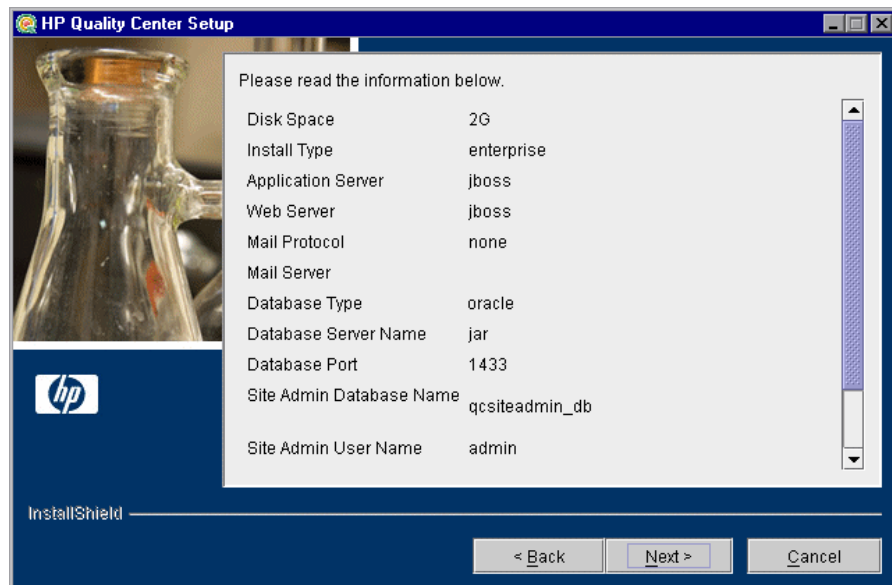 HP Quality Center Setup
Please read the information below.
Disk Space 2G
Install Type enterprise
Application Server jboss
Web Server jboss
Mail Protocol none
Mail Server
Database Type oracle
Database Server Name jar
Database Port 1433
Site Admin Database Name qcsiteadmin_db
Site Admin User Name admin
hp
InstallShield
< Back Next > Cancel